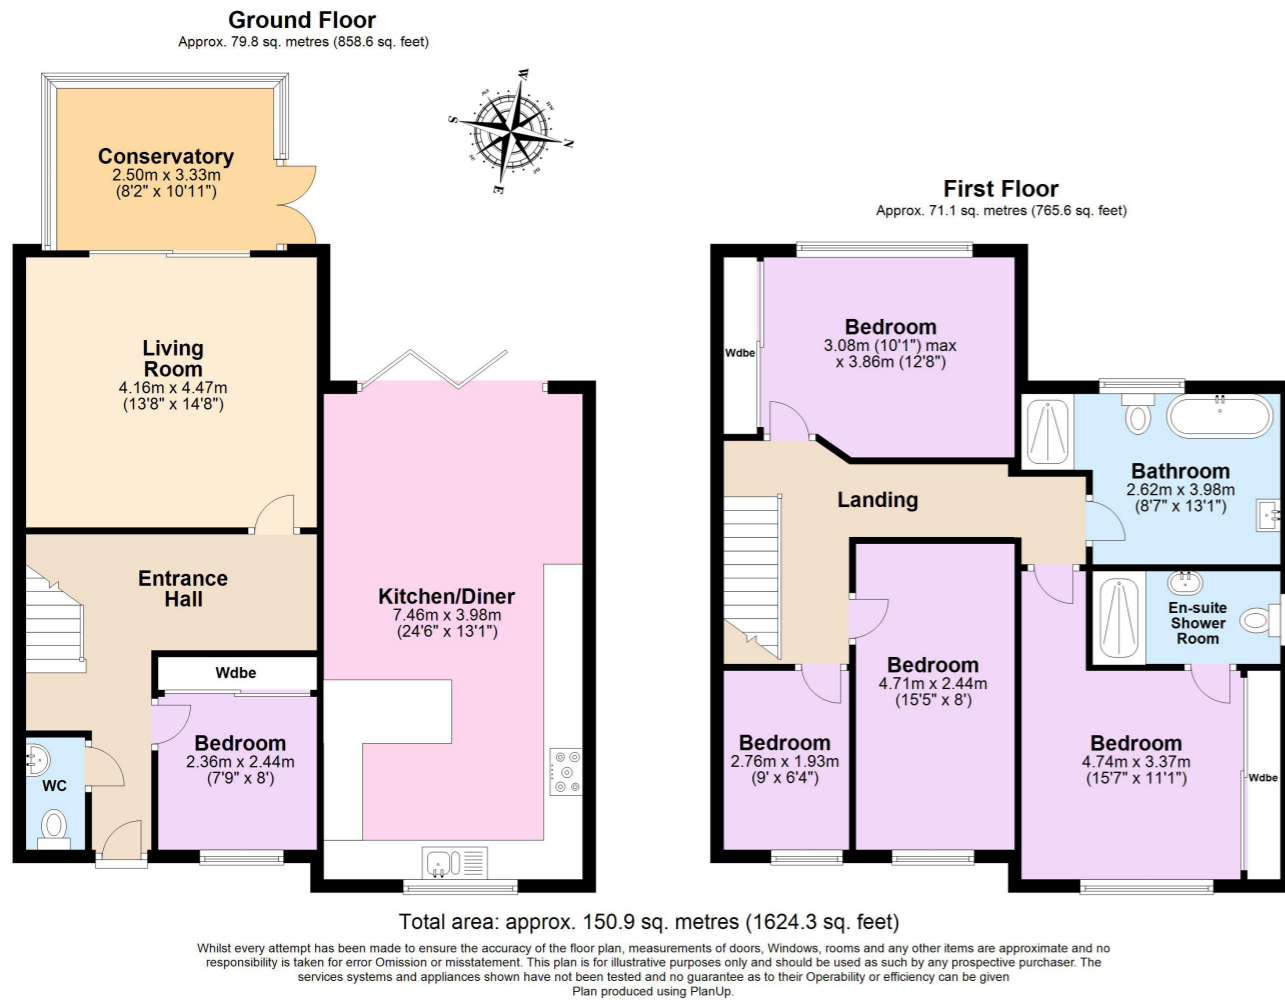 Ground Floor
Approx. 79.8 sq. metres (858.6 sq. feet)
W
S
N
E
Conservatory
2.50m x 3.33m
(8'2" x 10'11")
Living
Room
4.16m x 4.47m
(13'8" x 14'8")
Entrance
Hall
Kitchen/Diner
7.46m x 3.98m
(24'6" x 13'1")
Wdbe
Bedroom
2.36m x 2.44m
(7'9" x 8')
WC
First Floor
Approx. 71.1 sq. metres (765.6 sq. feet)
Wdbe
Bedroom
3.08m (10'1") max
x 3.86m (12'8")
Landing
Bathroom
2.62m x 3.98m
(8'7" x 13'1")
En-suite
Shower
Room
Bedroom
4.71m x 2.44m
(15'5" x 8')
Bedroom
2.76m x 1.93m
(9' x 6'4")
Bedroom
4.74m x 3.37m
(15'7" x 11'1")
Wdbe
Total area: approx. 150.9 sq. metres (1624.3 sq. feet)
Whilst every attempt has been made to ensure the accuracy of the floor plan, measurements of doors, Windows, rooms and any other items are approximate and no
responsibility is taken for error Omission or misstatement. This plan is for illustrative purposes only and should be used as such by any prospective purchaser. The
services systems and appliances shown have not been tested and no guarantee as to their Operability or efficiency can be given
Plan produced using PlanUp.